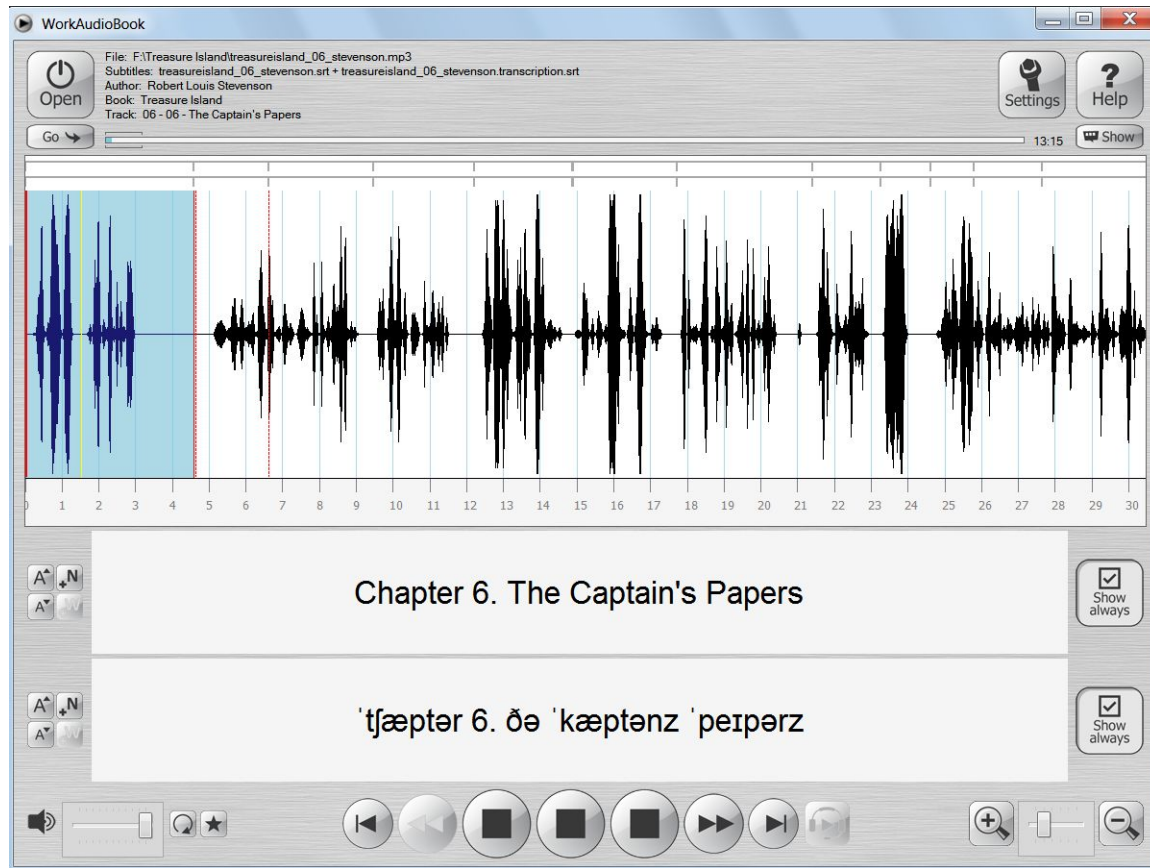 WorkAudioBook
File: F:\Treasure Island\treasureisland_06_stevenson.mp3
Subtitles: treasureisland_06_stevenson.srt + treasureisland_06_stevenson.transcription.srt
Author: Robert Louis Stevenson
Book: Treasure Island
Track: 06 - 06 - The Captain's Papers
Open
Settings
Help
Go
13:15
Show
0 1 2 3 4 5 6 7 8 9 10 11 12 13 14 15 16 17 18 19 20 21 22 23 24 25 26 27 28 29 30
A +N
A W
Chapter 6. The Captain's Papers
Show
always
A +N
A W
ˈtʃæptər 6. ðə ˈkæptənz ˈpeɪpərz
Show
always